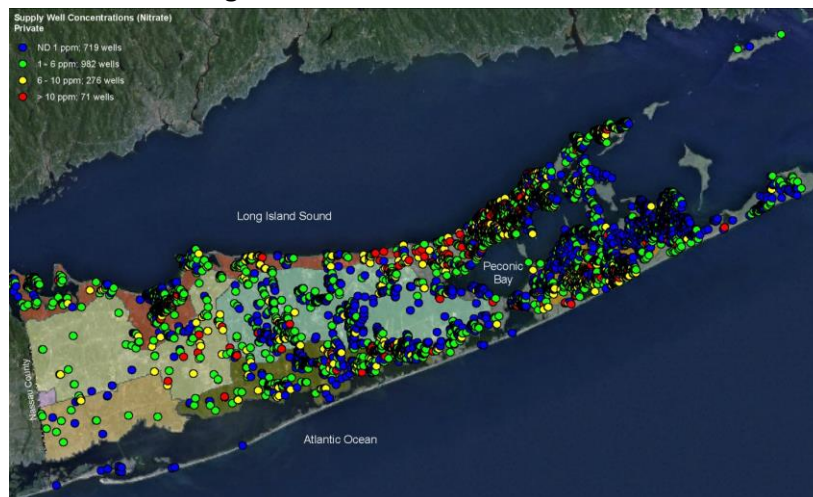 Supply Well Concentrations (Nitrate)
Private
ND 1 ppm; 719 wells
1 - 6 ppm; 982 wells
6 - 10 ppm; 276 wells
> 10 ppm; 71 wells
Long Island Sound
Peconic
Bay
Nassau County
Atlantic Ocean